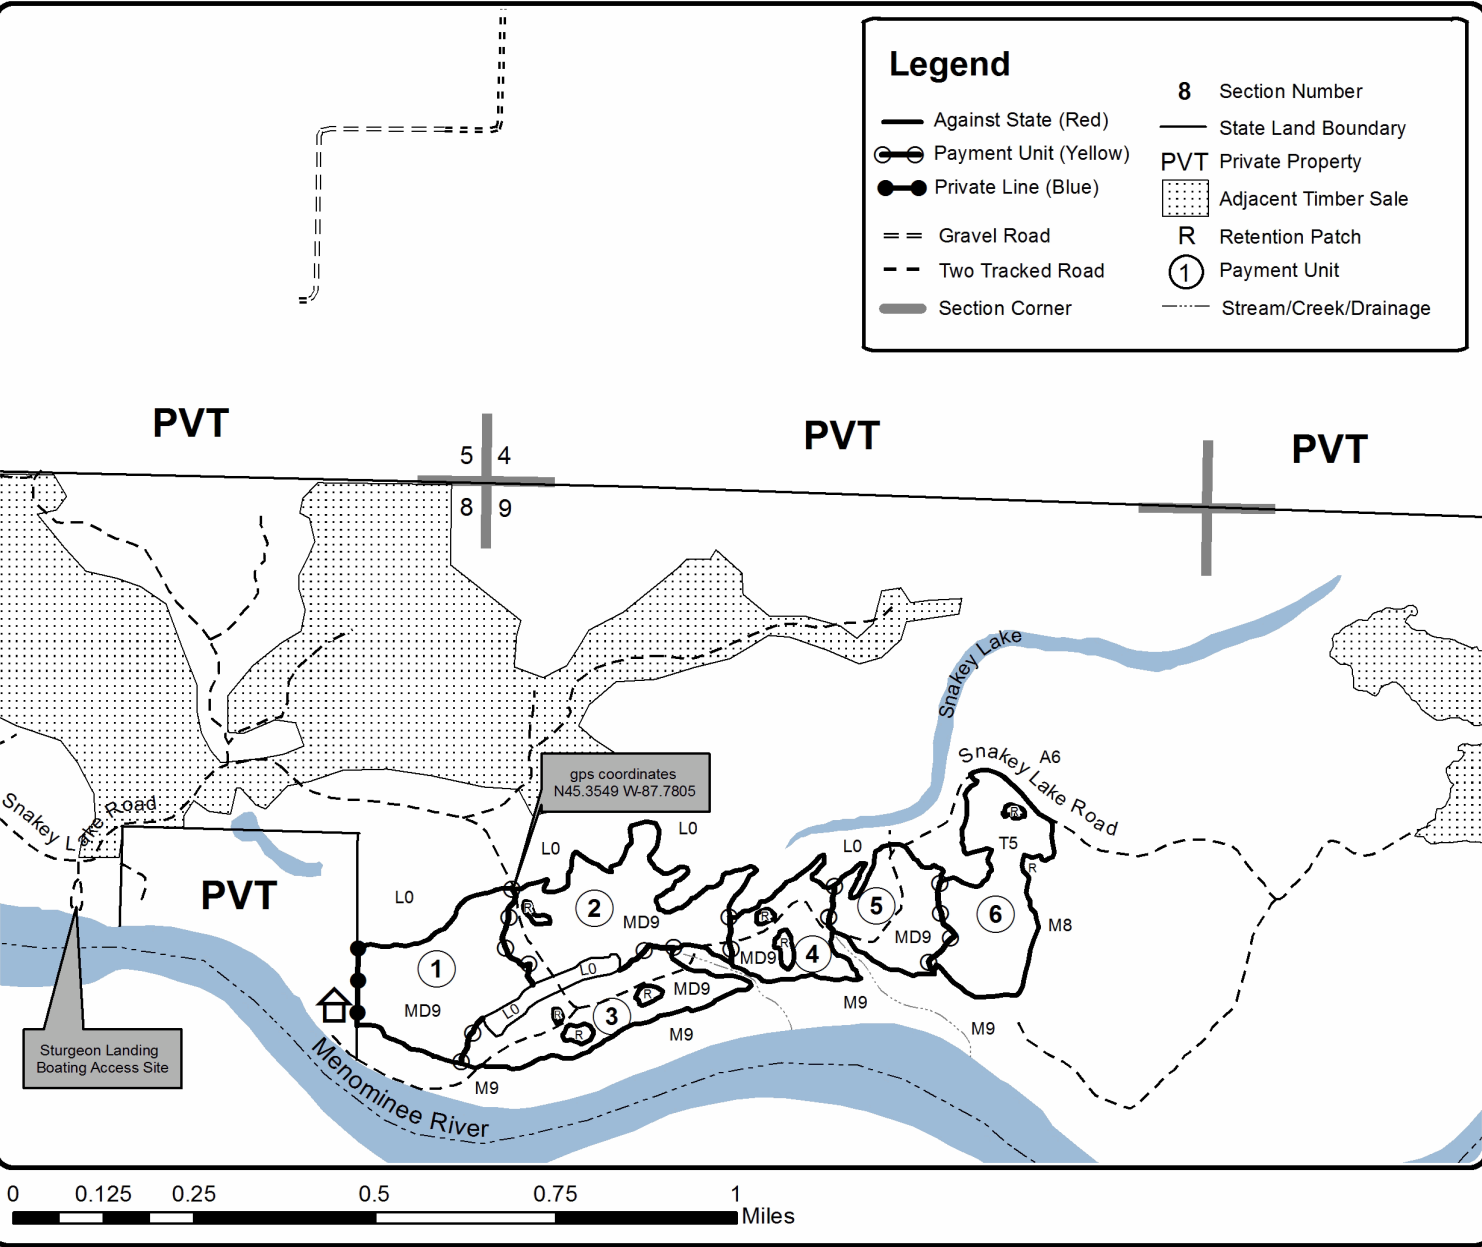 Legend
Against State (Red)
Payment Unit (Yellow)
Private Line (Blue)
Gravel Road
Two Tracked Road
Section Corner
8 Section Number
State Land Boundary
PVT Private Property
Adjacent Timber Sale
R Retention Patch
1 Payment Unit
Stream/Creek/Drainage
PVT
PVT
PVT
5 4
8 9
Snakey Lake
Snakey Lake Road
A6
gps coordinates
N45.3549 W-87.7805
Snakey Lake Road
L0
L0
L0
L0
T5
R
R
PVT
R
R
R
1
2
5
6
MD9
MD9
MD9
4
M8
L0
L0
MD9
MD9
R
R
R
3
M9
M9
M9
M9
Sturgeon Landing
Boating Access Site
Menominee River
0 0.125 0.25 0.5 0.75 1
Miles